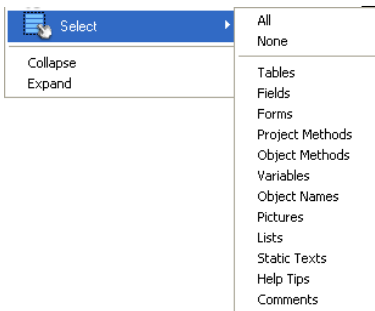 Select
Collapse
Expand
All
None
Tables
Fields
Forms
Project Methods
Object Methods
Variables
Object Names
Pictures
Lists
Static Texts
Help Tips
Comments